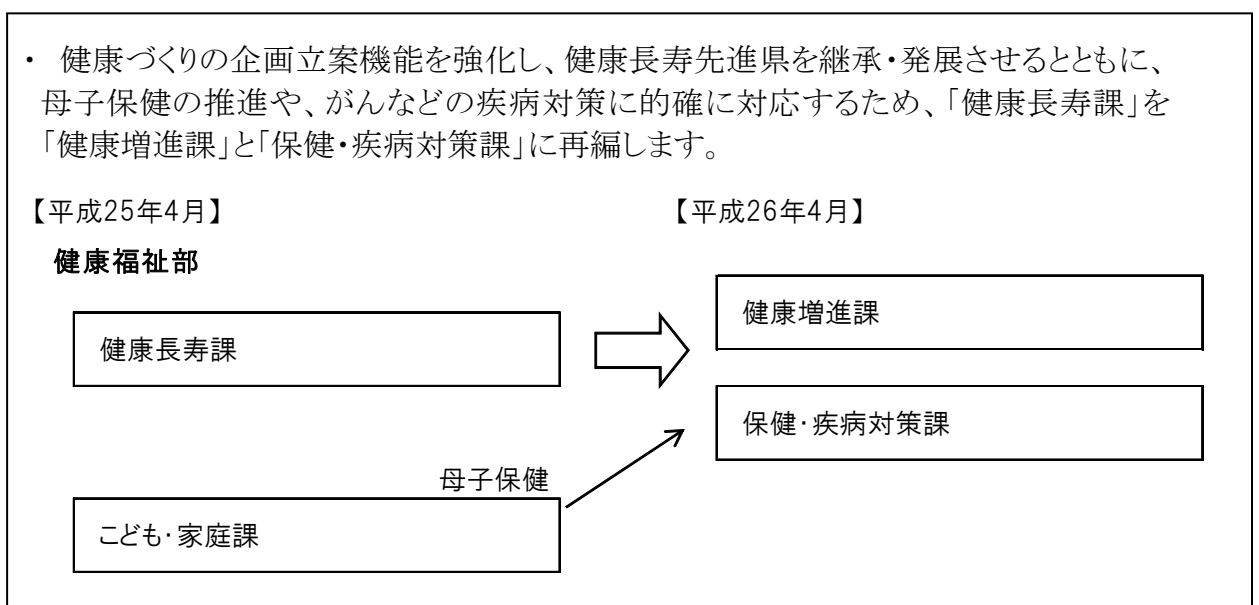 ・ 健康づくりの企画立案機能を強化し、健康長寿先進県を継承・発展させるとともに、
母子保健の推進や、がんなどの疾病対策に的確に対応するため、「健康長寿課」を
「健康増進課」と「保健・疾病対策課」に再編します。
【平成25年4月】
【平成26年4月】
健康福祉部
健康増進課
健康長寿課
保健・疾病対策課
母子保健
こども・家庭課